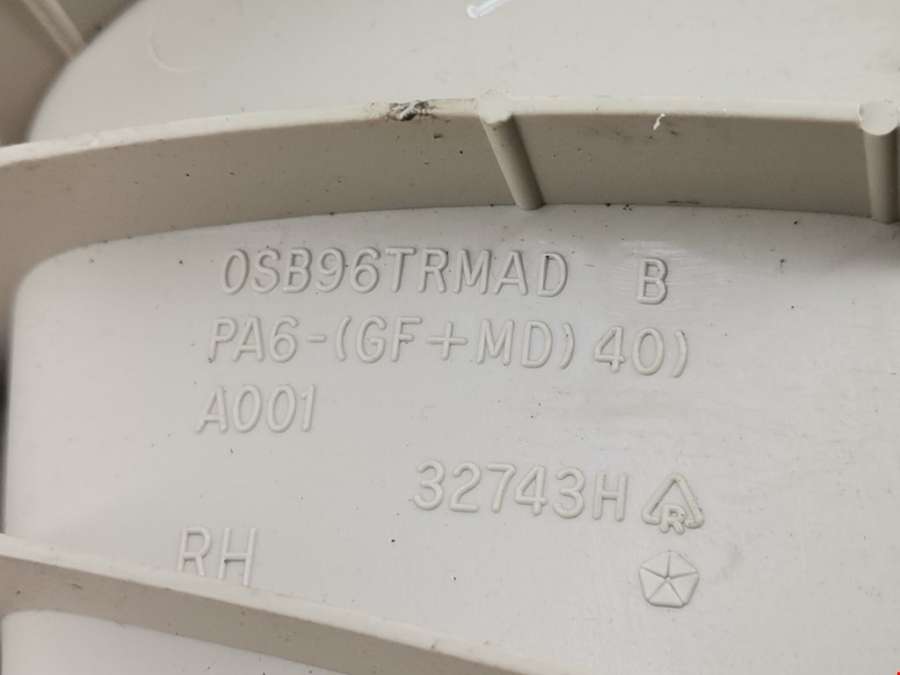 0SB96TRMAD B
PA6-(GF+MD)40)
A001
32743H R
RH